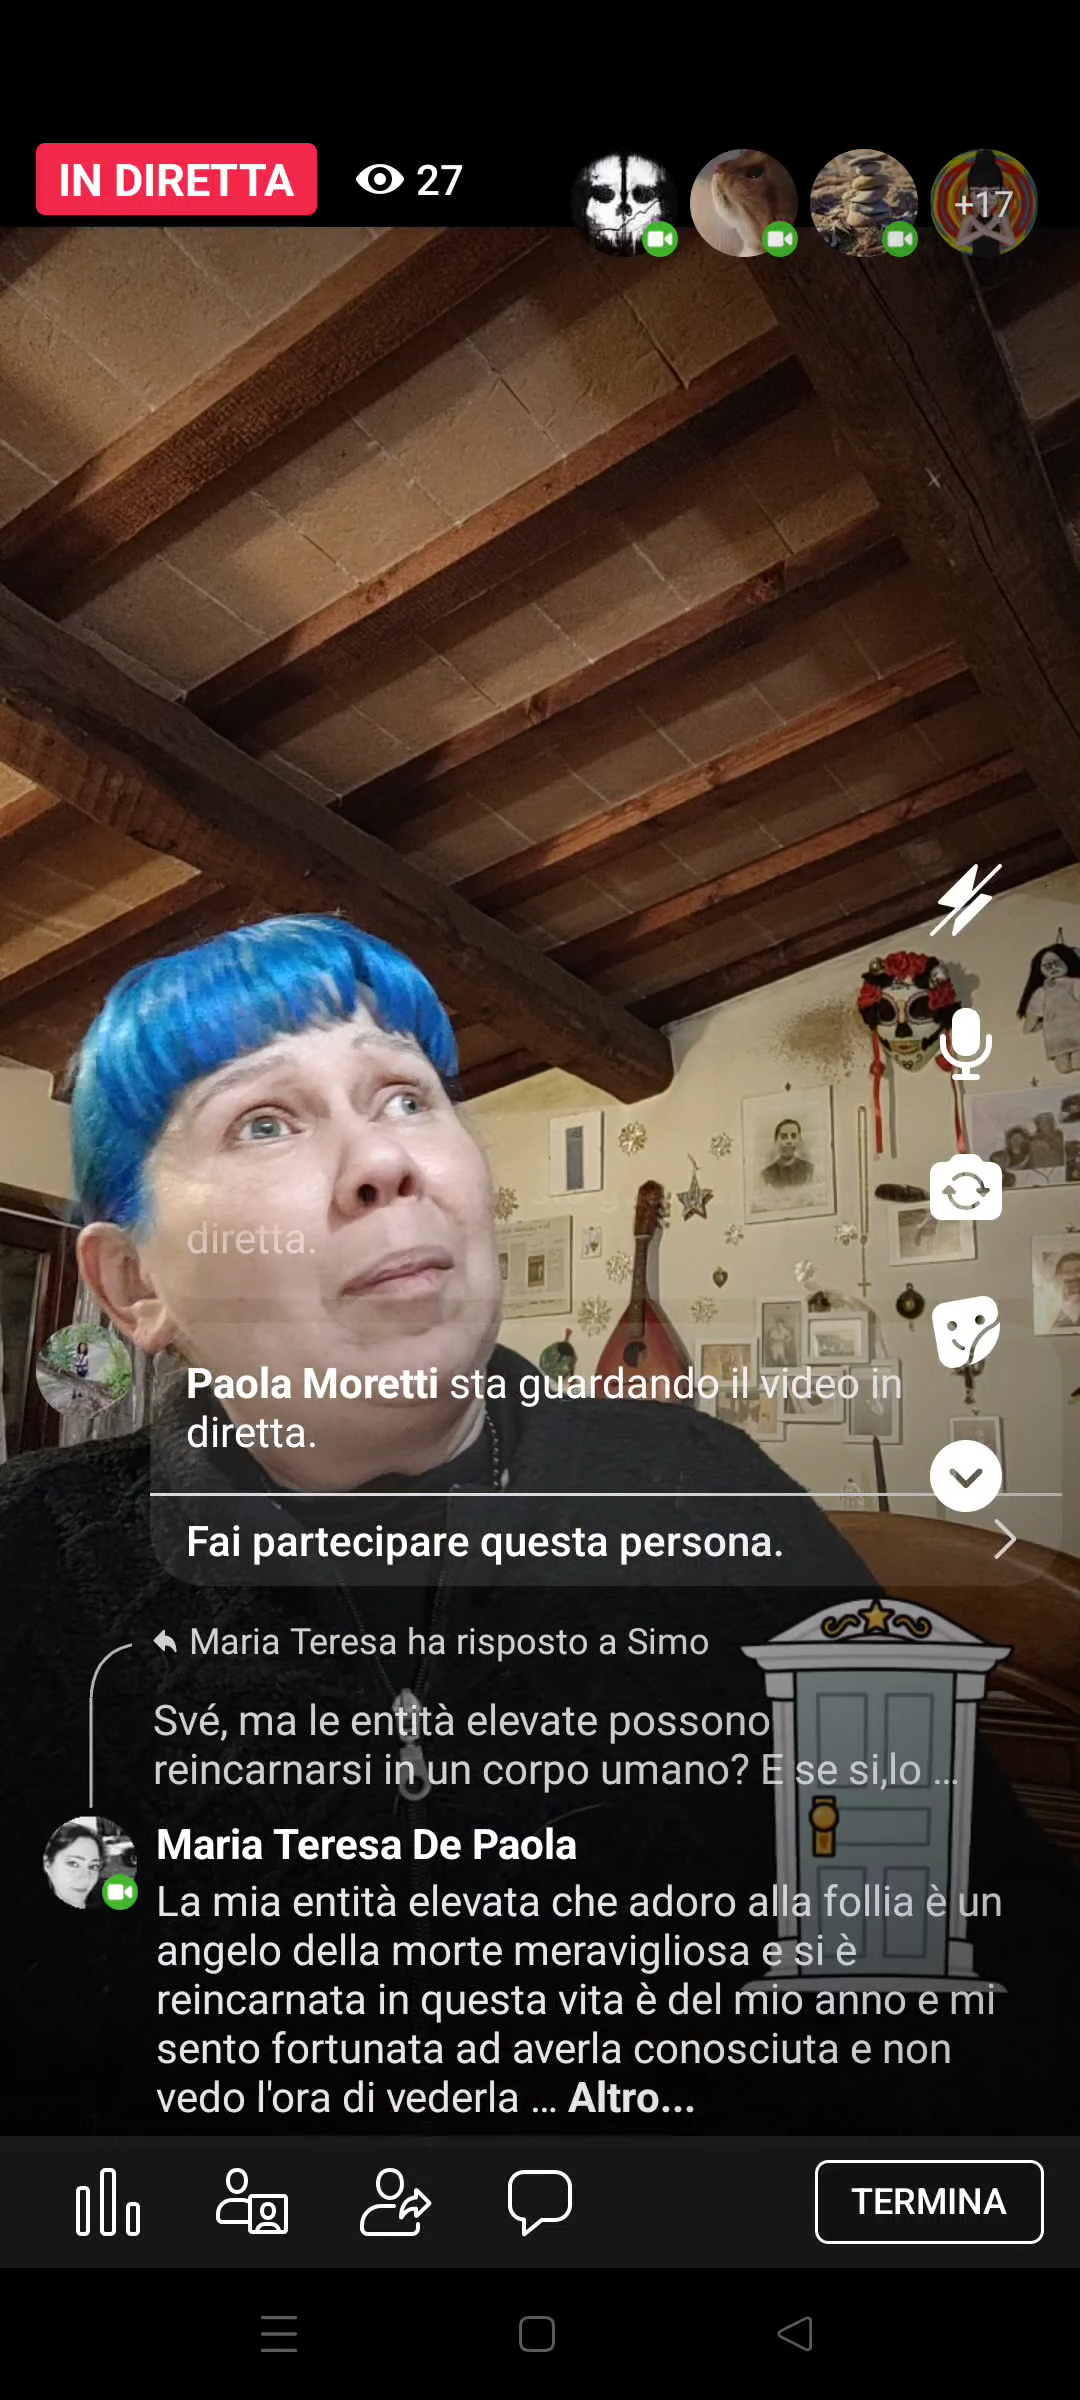 IN DIRETTA
27
+17
diretta.
Paola Moretti sta guardando il video in
diretta.
Fai partecipare questa persona.
Maria Teresa ha risposto a Simo
Své, ma le entità elevate possono
reincarnarsi in un corpo umano? E se si,lo ...
Maria Teresa De Paola
La mia entità elevata che adoro alla follia è un
angelo della morte meravigliosa e si è
reincarnata in questa vita è del mio anno e mi
sento fortunata ad averla conosciuta e non
vedo l'ora di vederla ... Altro...
TERMINA